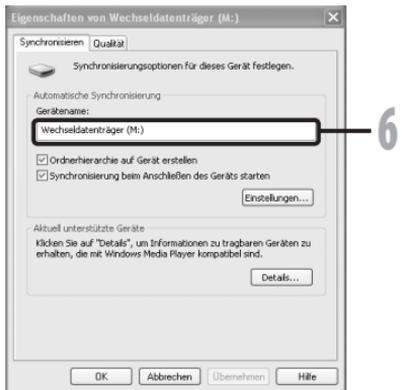 Eigenschaften von Wechseldatenträger (M:)
Synchronisieren Qualität
Synchronisierungsoptionen für dieses Gerät festlegen.
Automatische Synchronisierung
Gerätename:
Wechseldatenträger (M:)
6
Ordnerhierarchie auf Gerät erstellen
Synchronisierung beim Anschließen des Geräts starten
Einstellungen...
Aktuell unterstützte Geräte
Klicken Sie auf "Details", um Informationen zu tragbaren Geräten zu
erhalten, die mit Windows Media Player kompatibel sind.
Details...
OK Abbrechen Übernehmen Hilfe